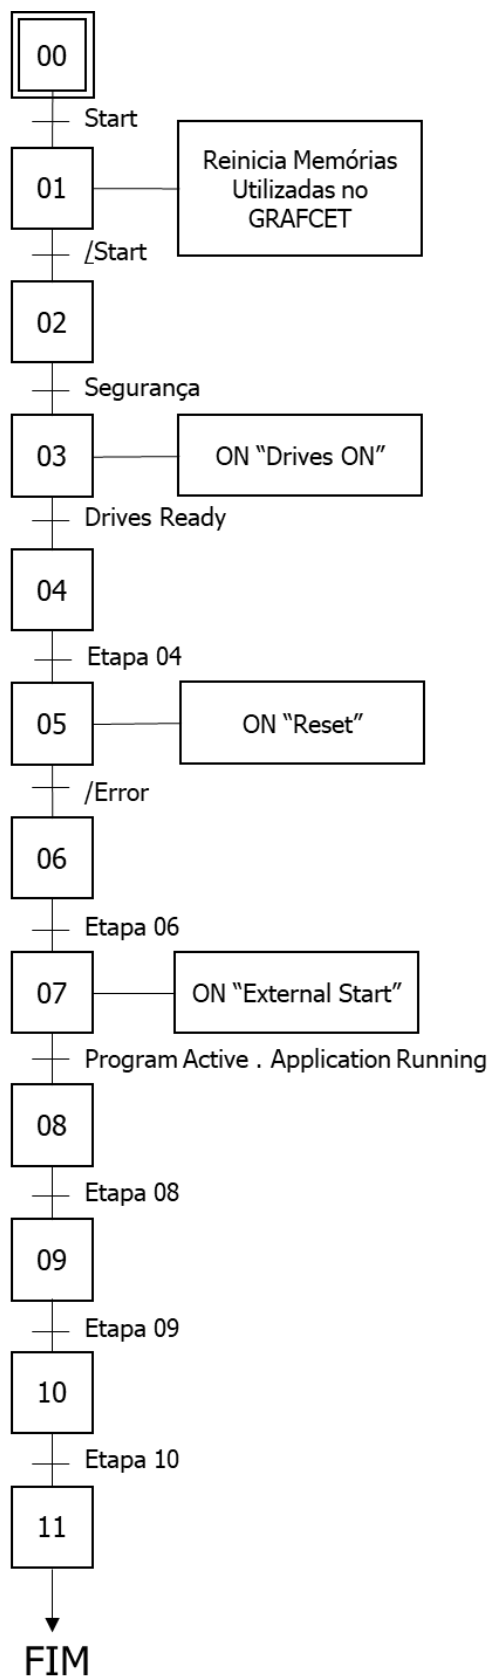 00
Start
01
Reinicia Memórias
Utilizadas no
GRAFCET
/Start
02
Segurança
03
ON “Drives ON”
Drives Ready
04
Etapa 04
05
ON “Reset”
/Error
06
Etapa 06
07
ON “External Start”
Program Active . Application Running
08
Etapa 08
09
Etapa 09
10
Etapa 10
11
FIM